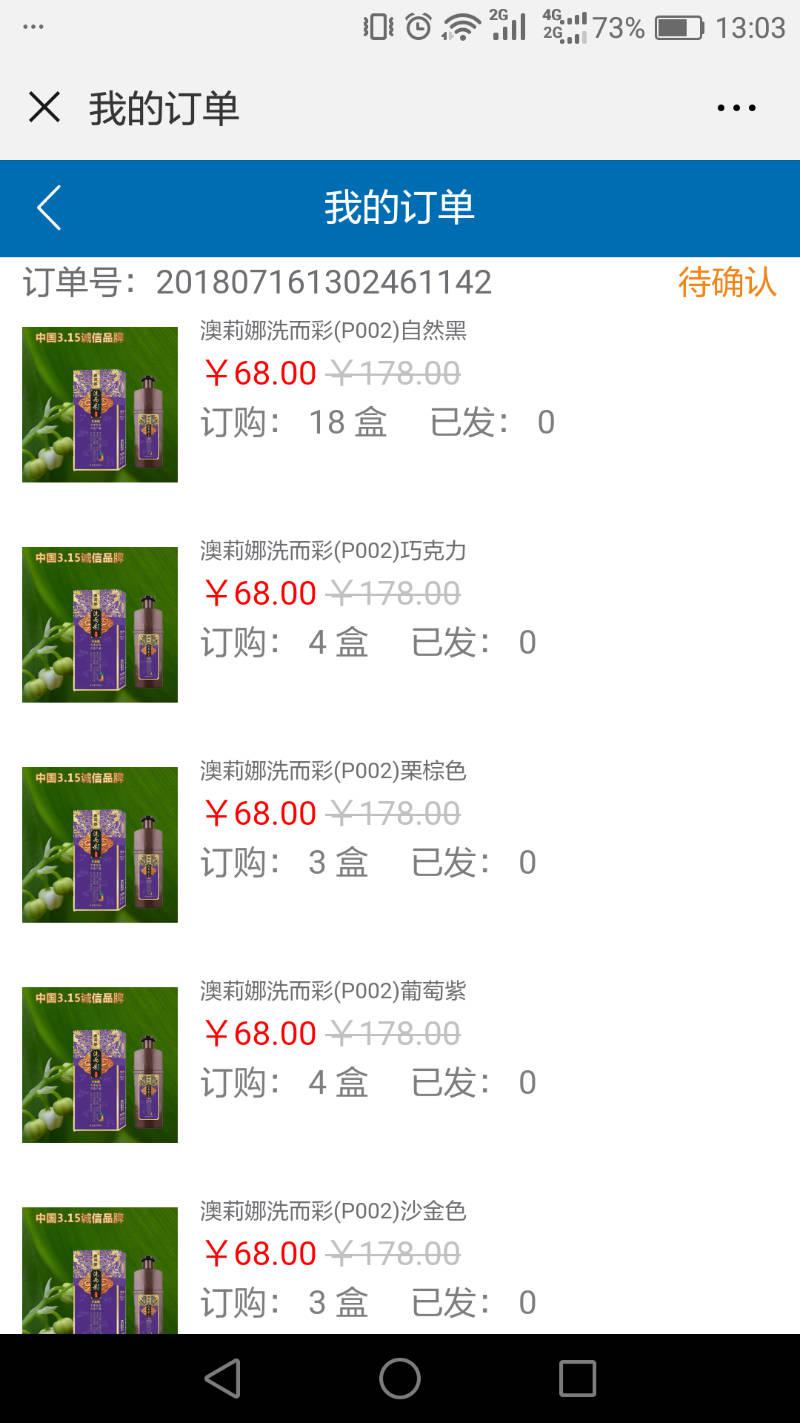 ...
2G 4G 2G 73% 13:03
我的订单
我的订单
订单号：201807161302461142 待确认
中国3.15诚信品牌
澳莉娜洗而彩(P002)自然黑
￥68.00 ￥178.00
订购： 18 盒 已发： 0
中国3.15诚信品牌
澳莉娜洗而彩(P002)巧克力
￥68.00 ￥178.00
订购： 4 盒 已发： 0
中国3.15诚信品牌
澳莉娜洗而彩(P002)栗棕色
￥68.00 ￥178.00
订购： 3 盒 已发： 0
中国3.15诚信品牌
澳莉娜洗而彩(P002)葡萄紫
￥68.00 ￥178.00
订购： 4 盒 已发： 0
中国3.15诚信品牌
澳莉娜洗而彩(P002)沙金色
￥68.00 ￥178.00
订购： 3 盒 已发： 0